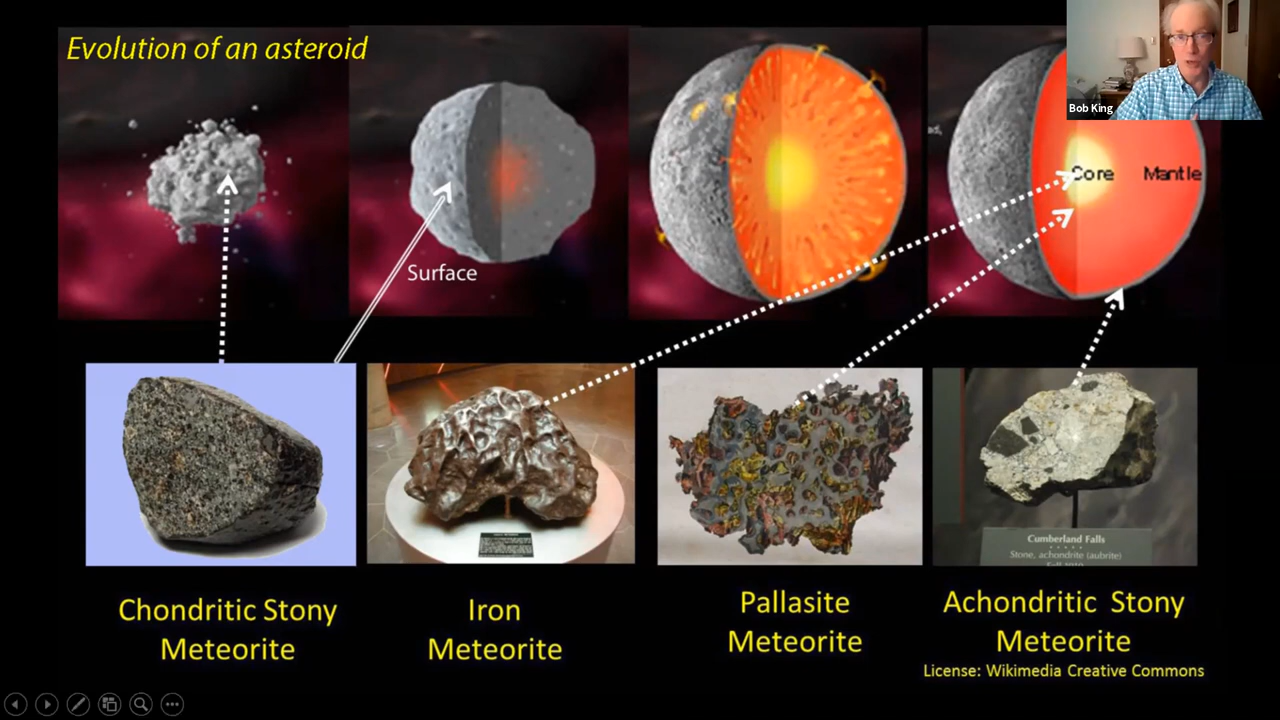 Evolution of an asteroid
Bob King
ad,
Core
Mantle
Surface
Cumberland Falls
Stone, achondrite (aubrite)
Chondritic Stony
Meteorite
Iron
Meteorite
Pallasite
Meteorite
Achondritic Stony
Meteorite
License: Wikimedia Creative Commons